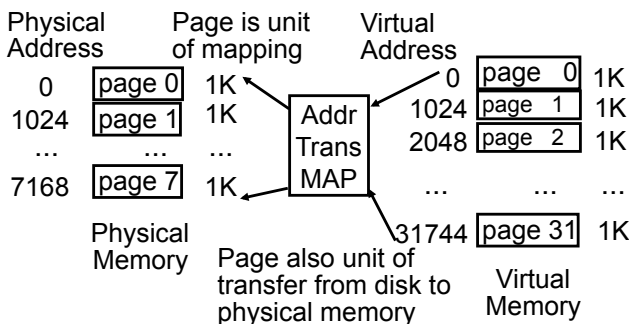 Physical Address
Page is unit of mapping
Virtual Address
0 page 0 1K
1024 page 1 1K
... ... ...
7168 page 7 1K
Physical Memory
Addr Trans MAP
0 page 0 1K
1024 page 1 1K
2048 page 2 1K
... ... ...
31744 page 31 1K
Virtual Memory
Page also unit of
transfer from disk to
physical memory